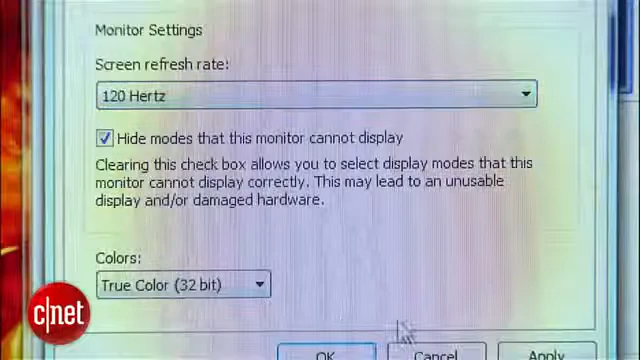 Monitor Settings
Screen refresh rate:
120 Hertz
Hide modes that this monitor cannot display
Clearing this check box allows you to select display modes that this
monitor cannot display correctly. This may lead to an unusable
display and/or damaged hardware.
Colors:
True Color (32 bit)
c|net
OK
Cancel
Apply